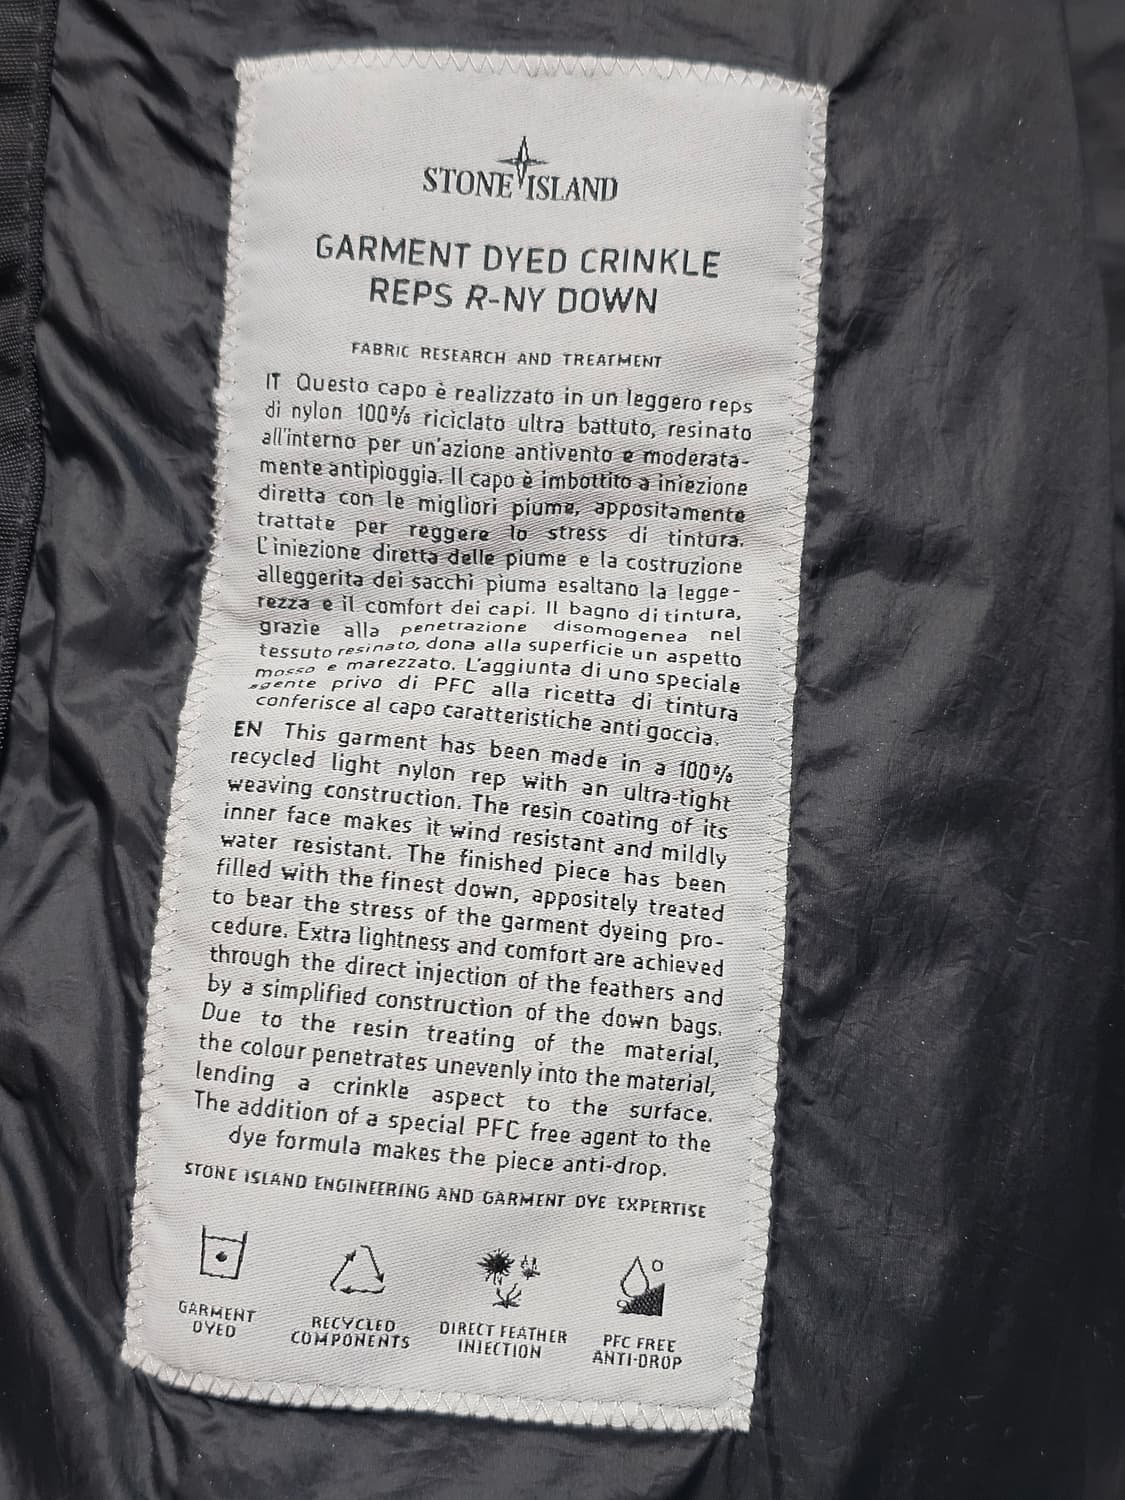 STONE ISLAND
GARMENT DYED CRINKLE
REPS R-NY DOWN
FABRIC RESEARCH AND TREATMENT
IT Questo capo è realizzato in un leggero reps
di nylon 100% riciclato ultra battuto, resinato
all'interno per un'azione antivento e moderata-
mente antipioggia. Il capo è imbottito a iniezione
diretta con le migliori piume, appositamente
trattate per reggere lo stress di tintura.
L'iniezione diretta delle piume e la costruzione
alleggerita dei sacchi piuma esaltano la legge-
rezza e il comfort dei capi. Il bagno di tintura,
grazie alla penetrazione disomogenea nel
tessuto resinato, dona alla superficie un aspetto
mosso e marezzato. L'aggiunta di uno speciale
agente privo di PFC alla ricetta di tintura
conferisce al capo caratteristiche anti goccia.
EN This garment has been made in a 100%
recycled light nylon rep with an ultra-tight
weaving construction. The resin coating of its
inner face makes it wind resistant and mildly
water resistant. The finished piece has been
filled with the finest down, appositely treated
to bear the stress of the garment dyeing pro-
cedure. Extra lightness and comfort are achieved
through the direct injection of the feathers and
by a simplified construction of the down bags.
Due to the resin treating of the material,
the colour penetrates unevenly into the material,
lending a crinkle aspect to the surface.
The addition of a special PFC free agent to the
dye formula makes the piece anti-drop.
STONE ISLAND ENGINEERING AND GARMENT DYE EXPERTISE
GARMENT
DYED
RECYCLED
COMPONENTS
DIRECT FEATHER
INJECTION
PFC FREE
ANTI-DROP